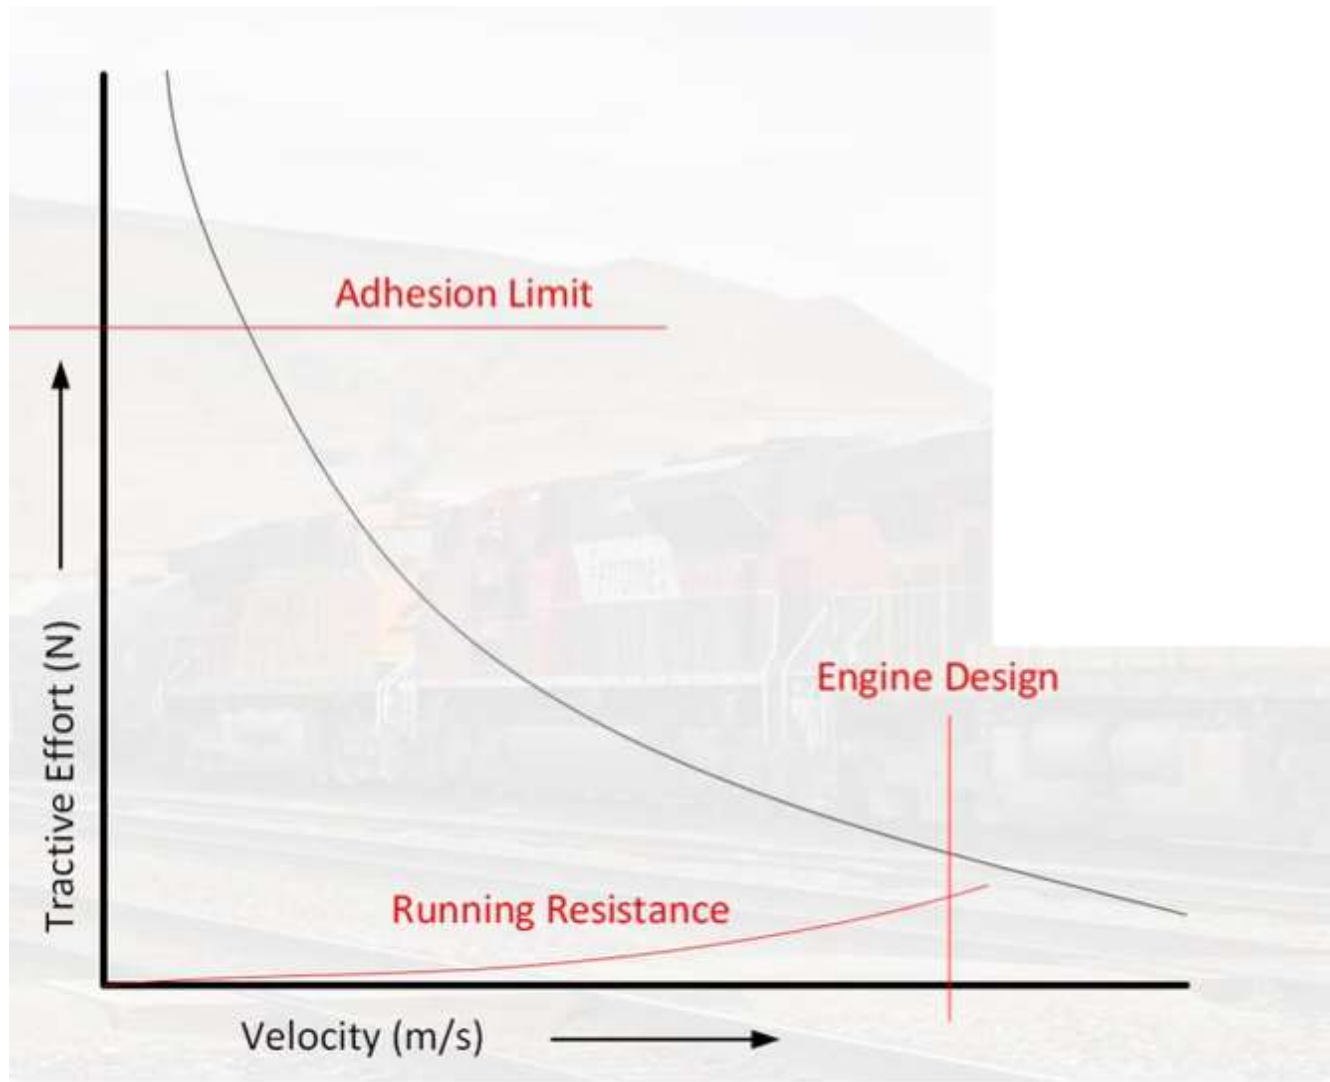 Adhesion Limit
Tractive Effort (N)
Engine Design
Running Resistance
Velocity (m/s)